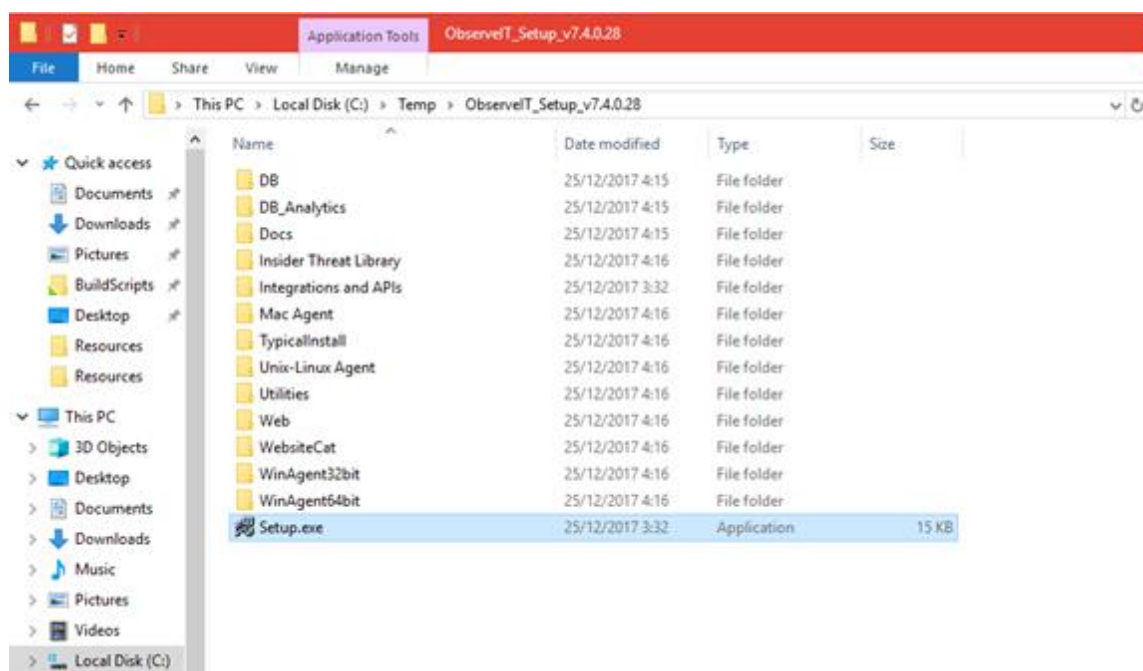 Application Tools ObserveIT_Setup_v7.4.0.28
File Home Share View Manage
This PC > Local Disk (C:) > Temp > ObserveIT_Setup_v7.4.0.28
Name Date modified Type Size
Quick access
Documents
Downloads
Pictures
BuildScripts
Desktop
Resources
Resources
This PC
3D Objects
Desktop
Documents
Downloads
Music
Pictures
Videos
Local Disk (C:)
DB 25/12/2017 4:15 File folder
DB_Analytics 25/12/2017 4:15 File folder
Docs 25/12/2017 4:15 File folder
Insider Threat Library 25/12/2017 4:16 File folder
Integrations and APIs 25/12/2017 3:32 File folder
Mac Agent 25/12/2017 4:16 File folder
TypicalInstall 25/12/2017 4:16 File folder
Unix-Linux Agent 25/12/2017 4:16 File folder
Utilities 25/12/2017 4:16 File folder
Web 25/12/2017 4:16 File folder
WebsiteCat 25/12/2017 4:16 File folder
WinAgent32bit 25/12/2017 4:16 File folder
WinAgent64bit 25/12/2017 4:16 File folder
Setup.exe 25/12/2017 3:32 Application 15 KB